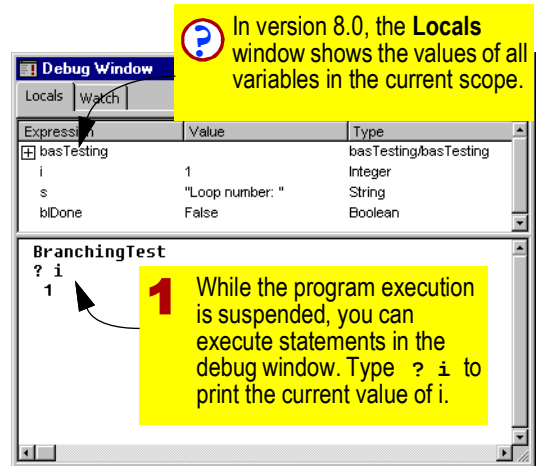 ? In version 8.0, the Locals
window shows the values of all
variables in the current scope.
Debug Window
Locals Watch
Expression Value Type
basTesting basTesting/basTesting
i 1 Integer
s "Loop number: " String
blDone False Boolean
BranchingTest
? i
1
1 While the program execution
is suspended, you can
execute statements in the
debug window. Type ? i to
print the current value of i.